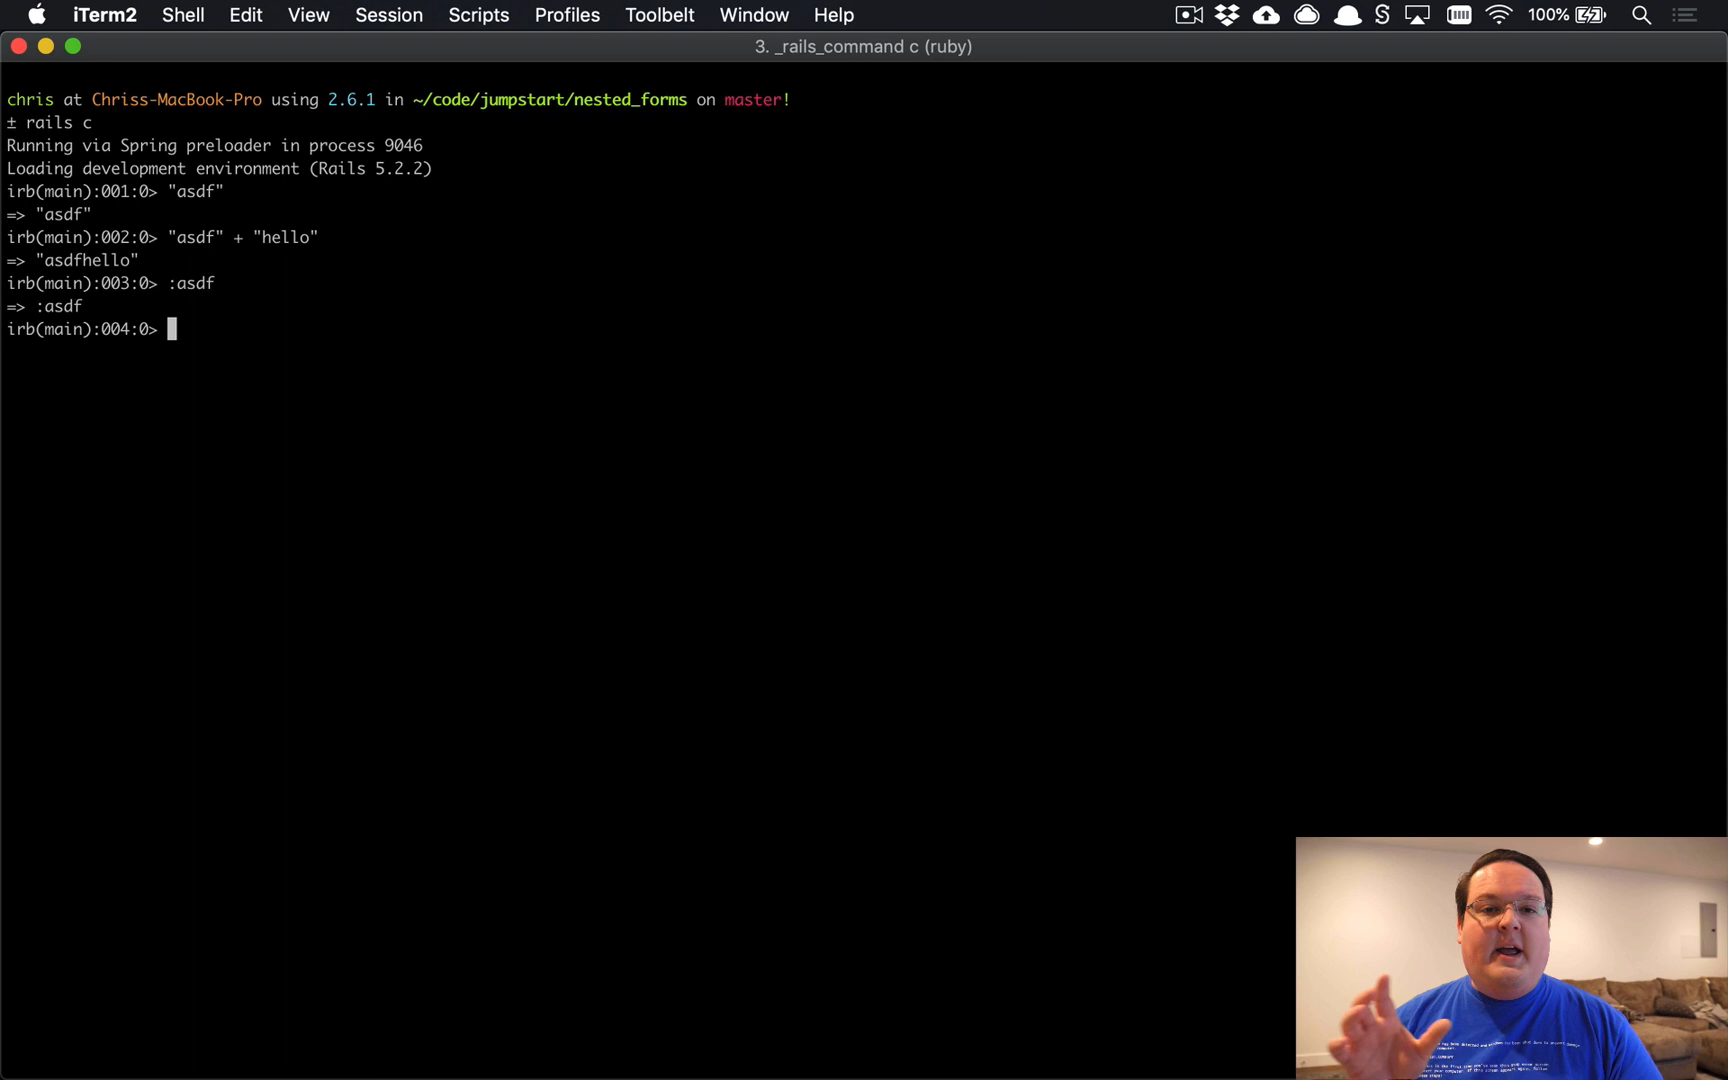 iTerm2 Shell Edit View Session Scripts Profiles Toolbelt Window Help 100%
3. _rails_command c (ruby)
chris at Chriss-MacBook-Pro using 2.6.1 in ~/code/jumpstart/nested_forms on master!
± rails c
Running via Spring preloader in process 9046
Loading development environment (Rails 5.2.2)
irb(main):001:0> "asdf"
=> "asdf"
irb(main):002:0> "asdf" + "hello"
=> "asdfhello"
irb(main):003:0> :asdf
=> :asdf
irb(main):004:0>